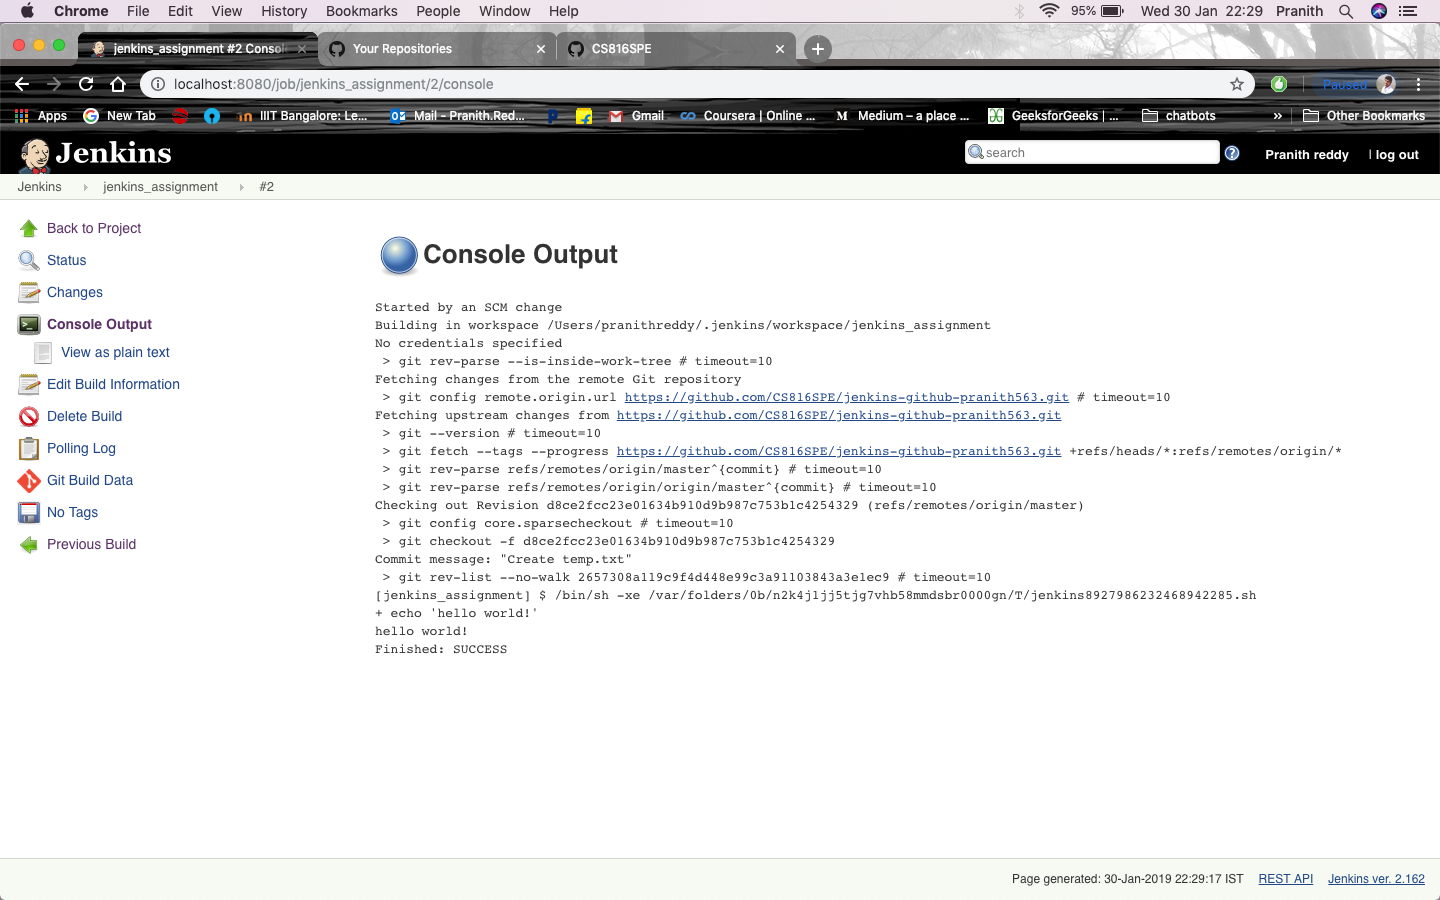 Chrome File Edit View History Bookmarks People Window Help 95% Wed 30 Jan 22:29 Pranith
jenkins_assignment #2 Conso
Your Repositories
CS816SPE
localhost:8080/job/jenkins_assignment/2/console
Paused
Apps New Tab IIIT Bangalore: Le... Mail – Pranith.Red... Gmail Coursera | Online ... Medium – a place ... GeeksforGeeks | ... chatbots » Other Bookmarks
Jenkins search Pranith reddy | log out
Jenkins jenkins_assignment #2
Back to Project
Status
Changes
Console Output
View as plain text
Edit Build Information
Delete Build
Polling Log
Git Build Data
No Tags
Previous Build
Console Output
Started by an SCM change
Building in workspace /Users/pranithreddy/.jenkins/workspace/jenkins_assignment
No credentials specified
> git rev-parse --is-inside-work-tree # timeout=10
Fetching changes from the remote Git repository
> git config remote.origin.url https://github.com/CS816SPE/jenkins-github-pranith563.git # timeout=10
Fetching upstream changes from https://github.com/CS816SPE/jenkins-github-pranith563.git
> git --version # timeout=10
> git fetch --tags --progress https://github.com/CS816SPE/jenkins-github-pranith563.git +refs/heads/*:refs/remotes/origin/*
> git rev-parse refs/remotes/origin/master^{commit} # timeout=10
> git rev-parse refs/remotes/origin/origin/master^{commit} # timeout=10
Checking out Revision d8ce2fcc23e01634b910d9b987c753b1c4254329 (refs/remotes/origin/master)
> git config core.sparsecheckout # timeout=10
> git checkout -f d8ce2fcc23e01634b910d9b987c753b1c4254329
Commit message: "Create temp.txt"
> git rev-list --no-walk 2657308a119c9f4d448e99c3a91103843a3e1ec9 # timeout=10
[jenkins_assignment] $ /bin/sh -xe /var/folders/0b/n2k4j1jj5tjg7vhb58mmdsbr0000gn/T/jenkins8927986232468942285.sh
+ echo 'hello world!'
hello world!
Finished: SUCCESS
Page generated: 30-Jan-2019 22:29:17 IST REST API Jenkins ver. 2.162